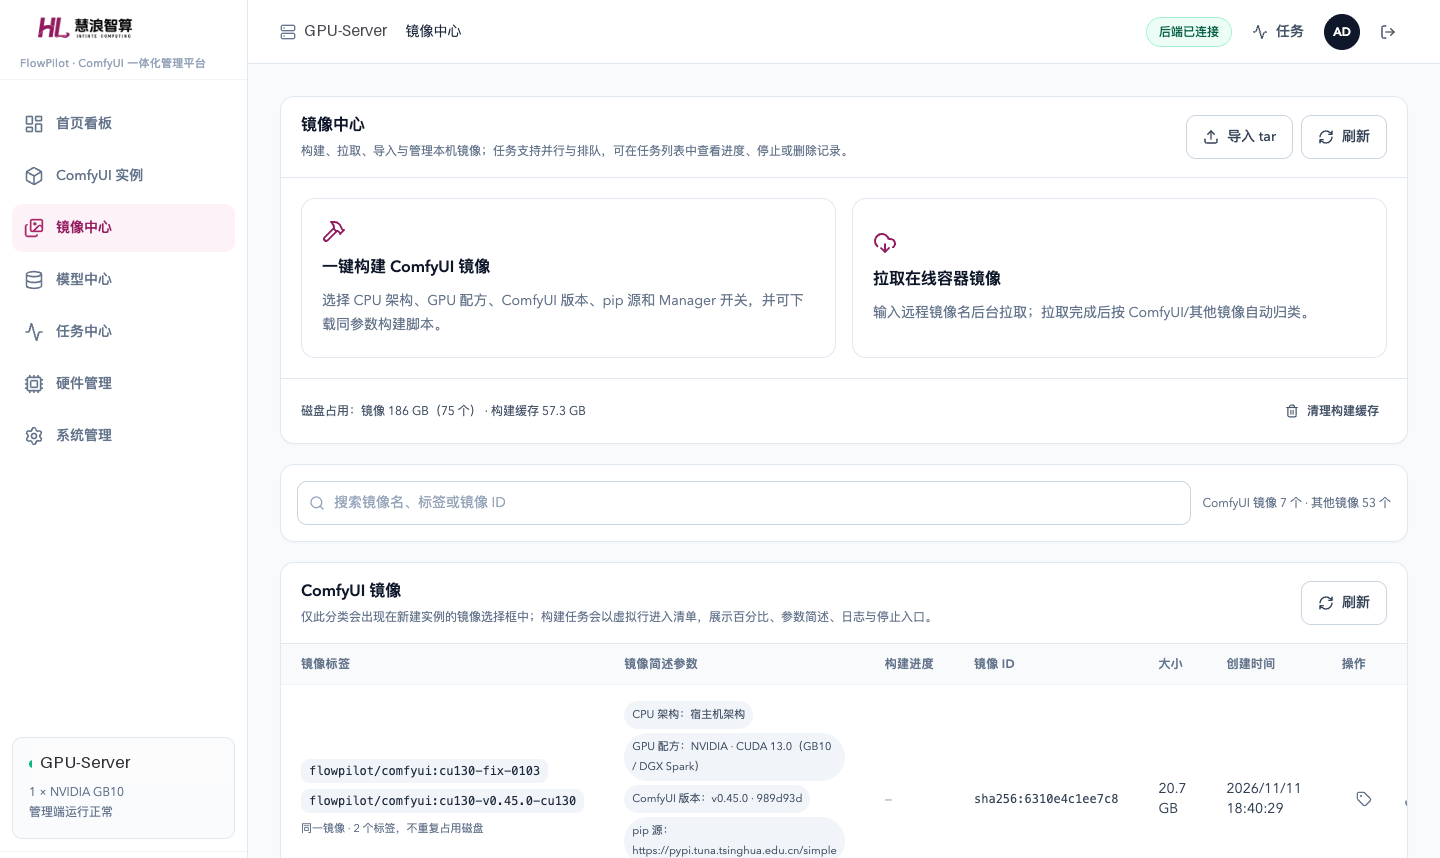 HL 慧浪智算
INFINITE COMPUTING
FlowPilot · ComfyUI 一体化管理平台
首页看板
ComfyUI 实例
镜像中心
模型中心
任务中心
硬件管理
系统管理
GPU-Server
1 × NVIDIA GB10
管理端运行正常
GPU-Server 镜像中心
后端已连接 任务 AD
镜像中心
构建、拉取、导入与管理本机镜像；任务支持并行与排队，可在任务列表中查看进度、停止或删除记录。
导入 tar 刷新
一键构建 ComfyUI 镜像
选择 CPU 架构、GPU 配方、ComfyUI 版本、pip 源和 Manager 开关，并可下
载同参数构建脚本。
拉取在线容器镜像
输入远程镜像名后台拉取；拉取完成后按 ComfyUI/其他镜像自动归类。
磁盘占用：镜像 186 GB（75 个） · 构建缓存 57.3 GB
清理构建缓存
搜索镜像名、标签或镜像 ID
ComfyUI 镜像 7 个 · 其他镜像 53 个
ComfyUI 镜像
仅此分类会出现在新建实例的镜像选择框中；构建任务会以虚拟行进入清单，展示百分比、参数简述、日志与停止入口。
刷新
镜像标签 镜像简述参数 构建进度 镜像 ID 大小 创建时间 操作
flowpilot/comfyui:cu130-fix-0103
flowpilot/comfyui:cu130-v0.45.0-cu130
同一镜像 · 2 个标签，不重复占用磁盘
CPU 架构：宿主机架构
GPU 配方：NVIDIA · CUDA 13.0（GB10
/ DGX Spark）
ComfyUI 版本：v0.45.0 · 989d93d
pip 源：
https://pypi.tuna.tsinghua.edu.cn/simple
–
sha256:6310e4c1ee7c8
20.7
GB
2026/11/11
18:40:29